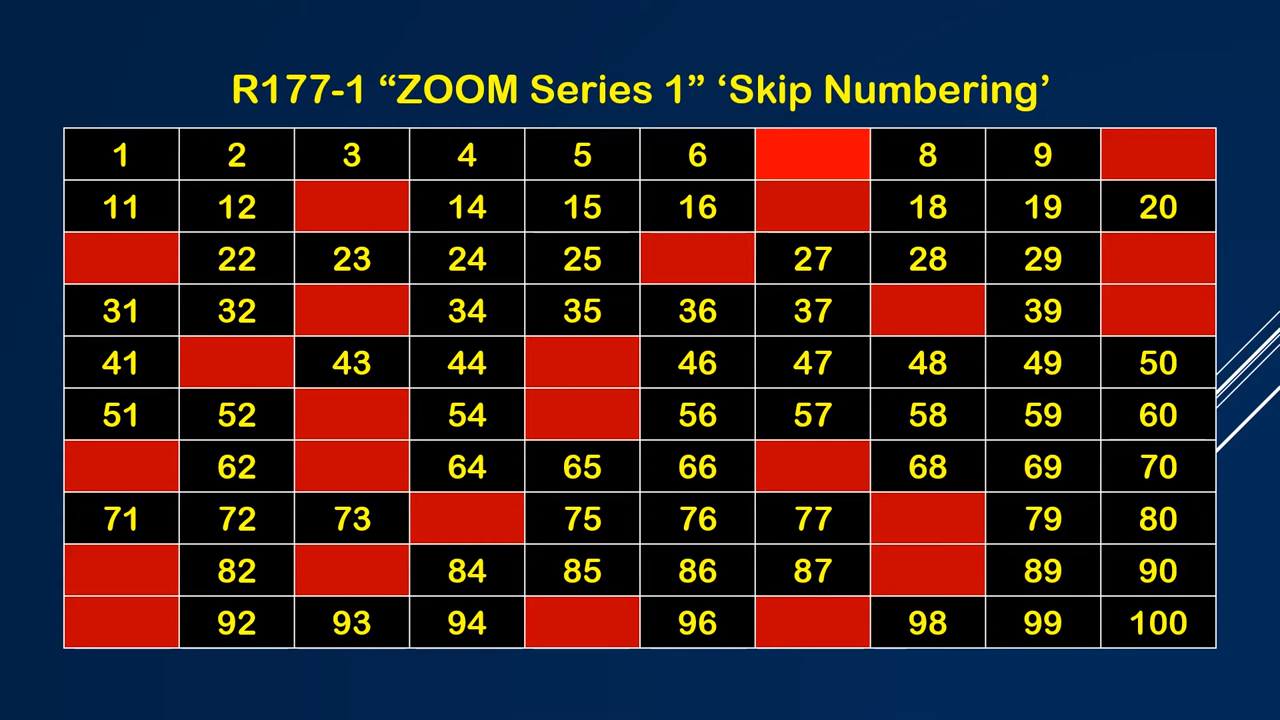 R177-1 “ZOOM Series 1” ‘Skip Numbering’
1 2 3 4 5 6 8 9
11 12 14 15 16 18 19 20
22 23 24 25 27 28 29
31 32 34 35 36 37 39
41 43 44 46 47 48 49 50
51 52 54 56 57 58 59 60
62 64 65 66 68 69 70
71 72 73 75 76 77 79 80
82 84 85 86 87 89 90
92 93 94 96 98 99 100